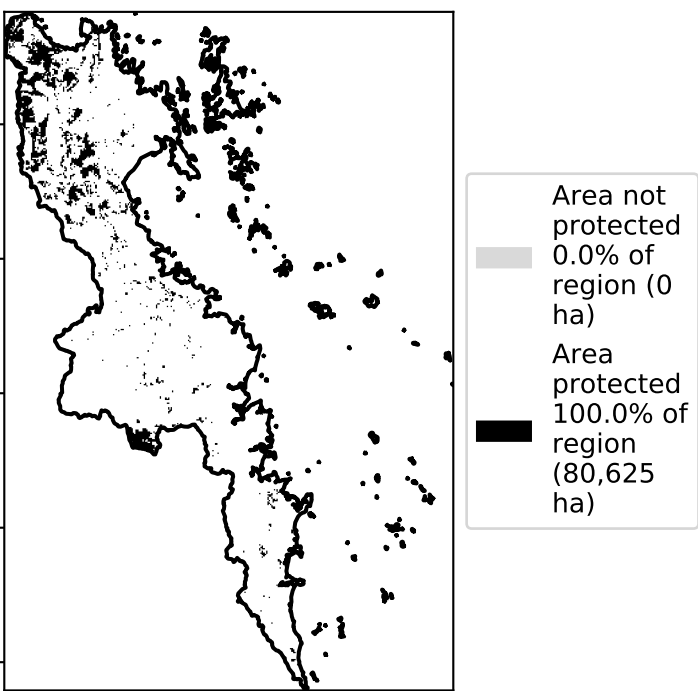 Area not
protected
0.0% of
region (0
ha)
Area
protected
100.0% of
region
(80,625
ha)